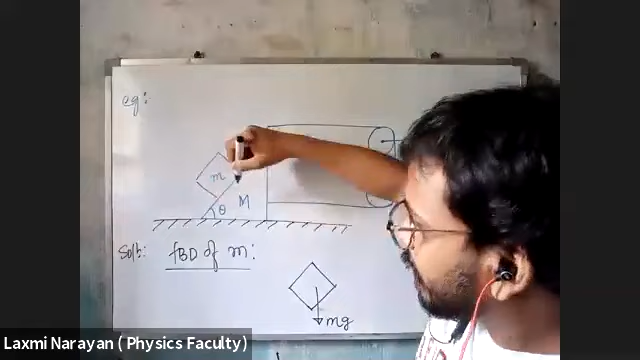 eg:
m
θ M
Soln: FBD of m:
mg
Laxmi Narayan ( Physics Faculty)